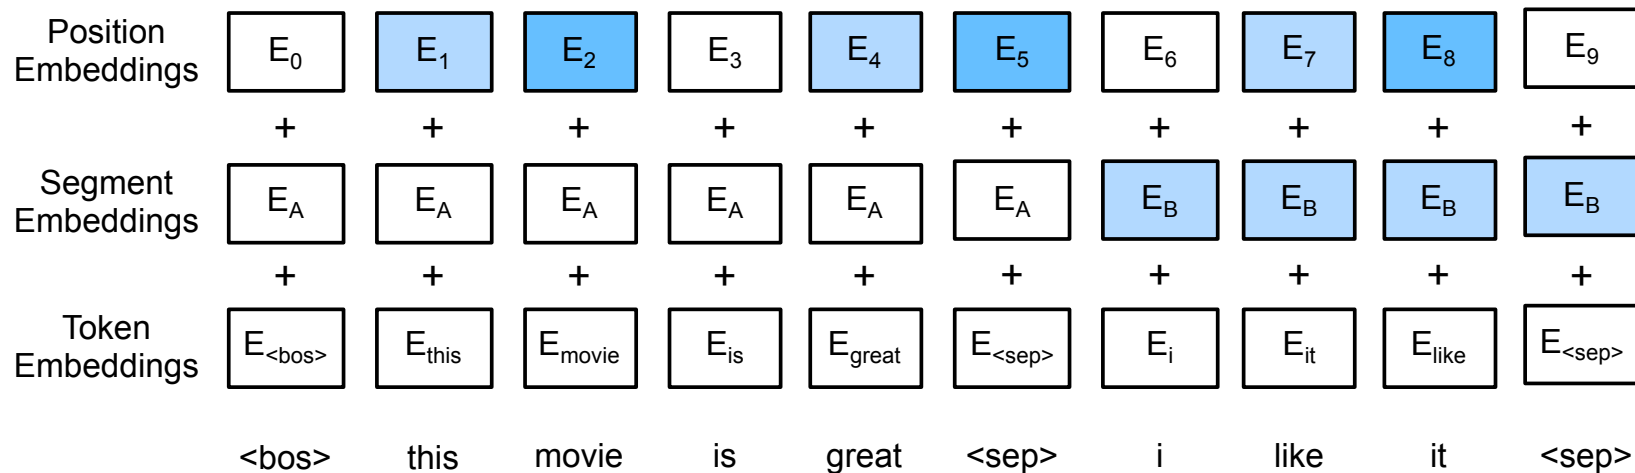 Position Embeddings E0 E1 E2 E3 E4 E5 E6 E7 E8 E9
+ + + + + + + + + +
Segment Embeddings EA EA EA EA EA EA EB EB EB EB
+ + + + + + + + + +
Token Embeddings E<bos> Ethis Emovie Eis Egreat E<sep> Ei Eit Elike E<sep>
<bos> this movie is great <sep> i like it <sep>